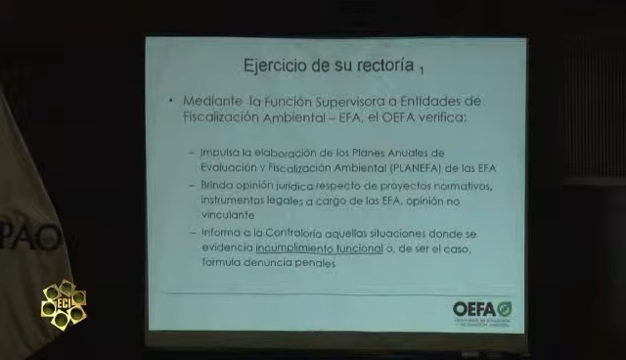 Ejercicio de su rectoría 1
• Mediante la Función Supervisora a Entidades de
Fiscalización Ambiental – EFA, el OEFA verifica:
– Impulsa la elaboración de los Planes Anuales de
Evaluación y Fiscalización Ambiental (PLANEFA) de las EFA
– Brinda opinión jurídica respecto de proyectos normativos,
instrumentos legales a cargo de las EFA, opinión no
vinculante
– Informa a la Contraloría aquellas situaciones donde se
evidencia incumplimiento funcional o, de ser el caso,
formula denuncia penales
PAO
ECI
OEFA